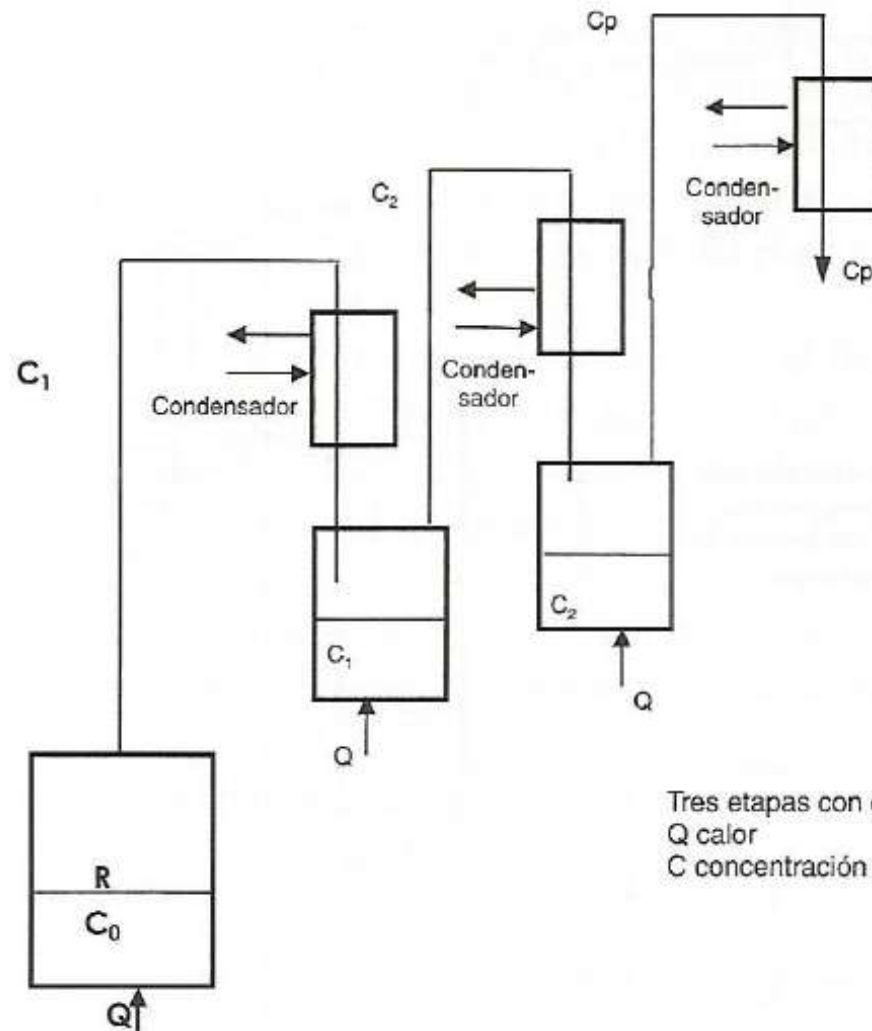 Cp
Conden-
sador
Cp
C₂
Conden-
sador
C₁
Condensador
C₂
Q
C₁
Q
Tres etapas con
Q calor
C concentración
R
C₀
Q